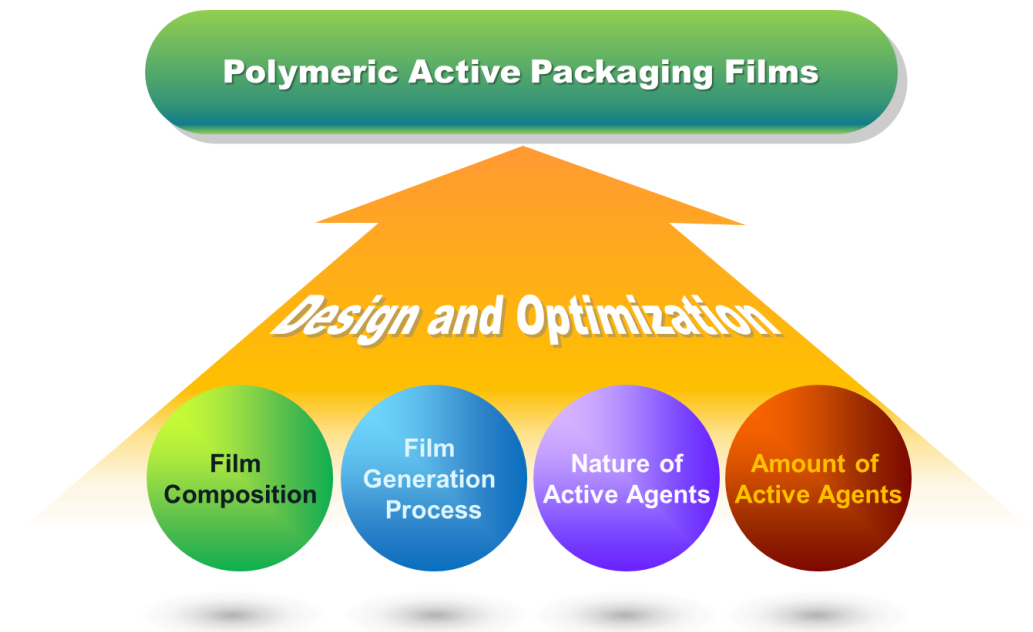 Polymeric Active Packaging Films
Design and Optimization
Film
Composition
Film
Generation
Process
Nature of
Active Agents
Amount of
Active Agents